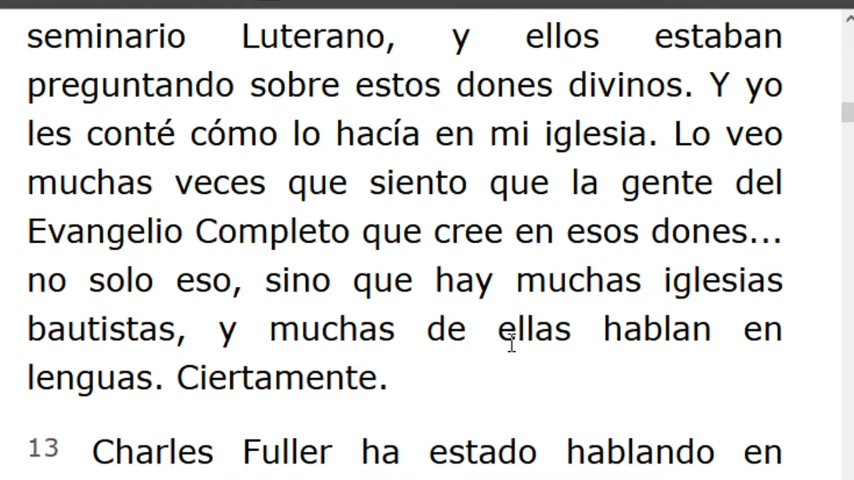 seminario Luterano, y ellos estaban
preguntando sobre estos dones divinos. Y yo
les conté cómo lo hacía en mi iglesia. Lo veo
muchas veces que siento que la gente del
Evangelio Completo que cree en esos dones...
no solo eso, sino que hay muchas iglesias
bautistas, y muchas de ellas hablan en
lenguas. Ciertamente.
13 Charles Fuller ha estado hablando en